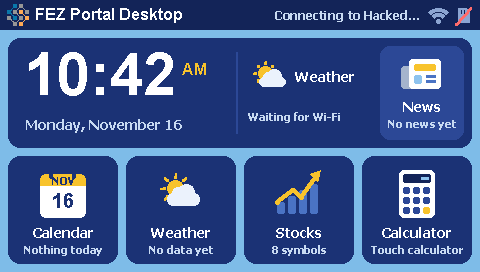 FEZ Portal Desktop
Connecting to Hacked...
10:42 AM
Monday, November 16
Weather
Waiting for Wi-Fi
News
No news yet
NOV
16
Calendar
Nothing today
Weather
No data yet
Stocks
8 symbols
Calculator
Touch calculator